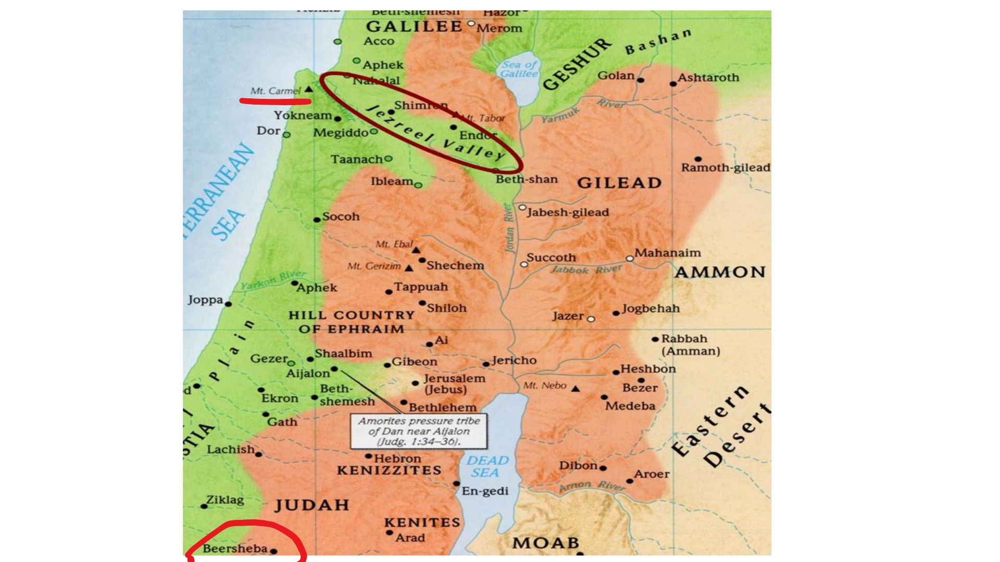 Beth-shemesh
Hazor
GALILEE
Merom
Acco
Bashan
GESHUR
Sea of
Galilee
Aphek
Nahalal
Golan
Ashtaroth
Mt. Carmel
Shimron
Yarmuk River
Yokneam
Mt. Tabor
Dor
Megiddo
Jezreel Valley
Endor
Taanach
Ramoth-gilead
Ibleam
Beth-shan
GILEAD
TERRANEAN
SEA
Socoh
Jabesh-gilead
Jordan River
Mt. Ebal
Succoth
Mahanaim
Mt. Gerizim
Shechem
Jabbok River
AMMON
Yarkon River
Aphek
Tappuah
Joppa
Shiloh
Jazer
Jogbehah
HILL COUNTRY
OF EPHRAIM
Plain
Ai
Rabbah
(Amman)
Gezer
Shaalbim
Gibeon
Jericho
Aijalon
Heshbon
Jerusalem
(Jebus)
Mt. Nebo
Bezer
d
Ekron
Beth-
shemesh
Bethlehem
Medeba
Gath
Amorites pressure tribe
of Dan near Aijalon
(Judg. 1:34–36).
Eastern
Desert
STIA
Lachish
Hebron
KENIZZITES
DEAD
SEA
Dibon
Aroer
En-gedi
Arnon River
Ziklag
JUDAH
KENITES
Arad
MOAB
Beersheba